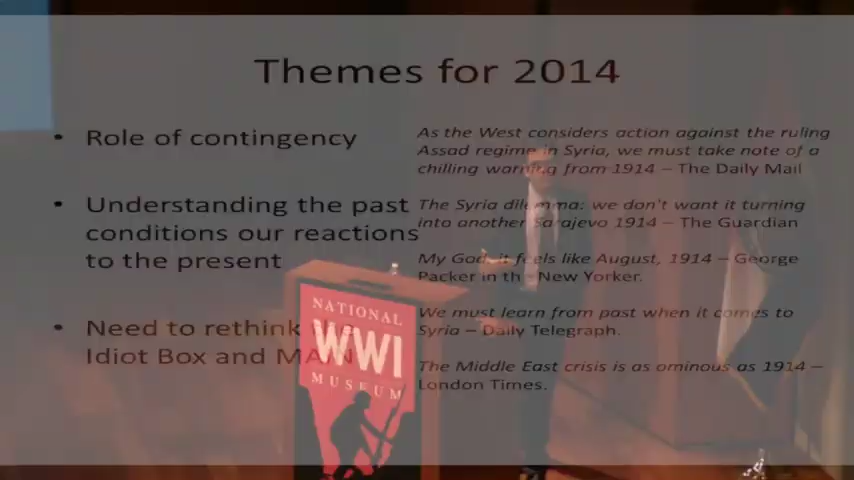 Themes for 2014
• Role of contingency
• Understanding the past
conditions our reactions
to the present
• Need to rethink the
Idiot Box and MAIN
As the West considers action against the ruling
Assad regime in Syria, we must take note of a
chilling warning from 1914 – The Daily Mail
The Syria dilemma: we don't want it turning
into another Sarajevo 1914 – The Guardian
My God, it feels like August, 1914 – George
Packer in the New Yorker.
We must learn from past when it comes to
Syria – Daily Telegraph.
The Middle East crisis is as ominous as 1914 –
London Times.
NATIONAL
WWI
MUSEUM